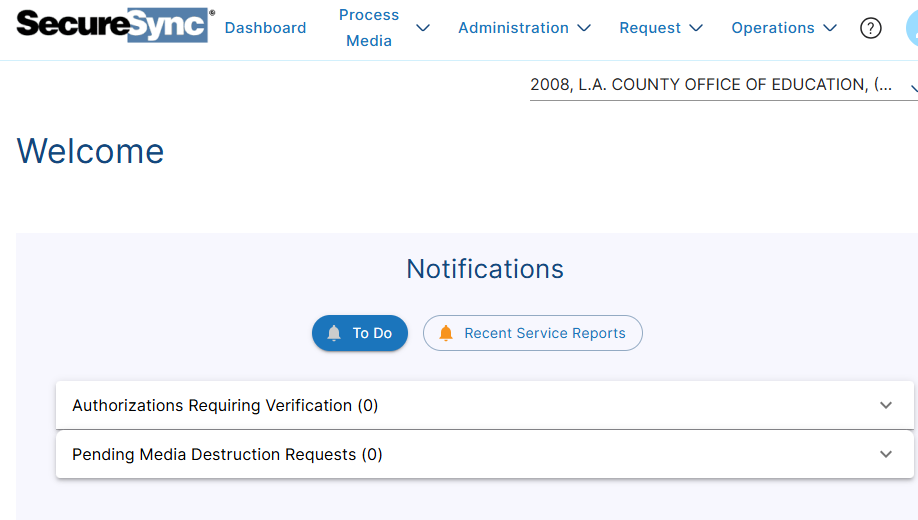 SecureSync®
Dashboard
Process
Media
Administration
Request
Operations
?
2008, L.A. COUNTY OFFICE OF EDUCATION, (...
Welcome
Notifications
To Do
Recent Service Reports
Authorizations Requiring Verification (0)
Pending Media Destruction Requests (0)